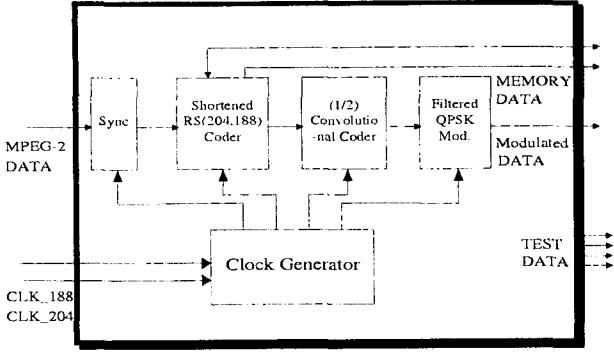 MPEG-2
DATA
Sync
Shortened
RS(204.188)
Coder
(1/2)
Convolutio
-nal Coder
Filtered
QPSK
Mod.
MEMORY
DATA
Modulated
DATA
Clock Generator
TEST
DATA
CLK_188
CLK_204